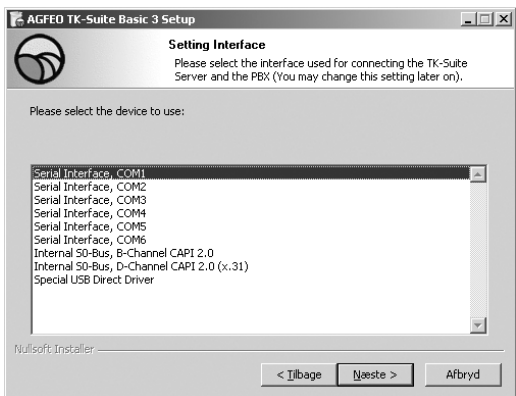 AGFEO TK-Suite Basic 3 Setup
Setting Interface
Please select the interface used for connecting the TK-Suite
Server and the PBX (You may change this setting later on).
Please select the device to use:
Serial Interface, COM1
Serial Interface, COM2
Serial Interface, COM3
Serial Interface, COM4
Serial Interface, COM5
Serial Interface, COM6
Internal S0-Bus, B-Channel CAPI 2.0
Internal S0-Bus, D-Channel CAPI 2.0 (x.31)
Special USB Direct Driver
Nullsoft Installer
< Tilbage Næste > Afbryd